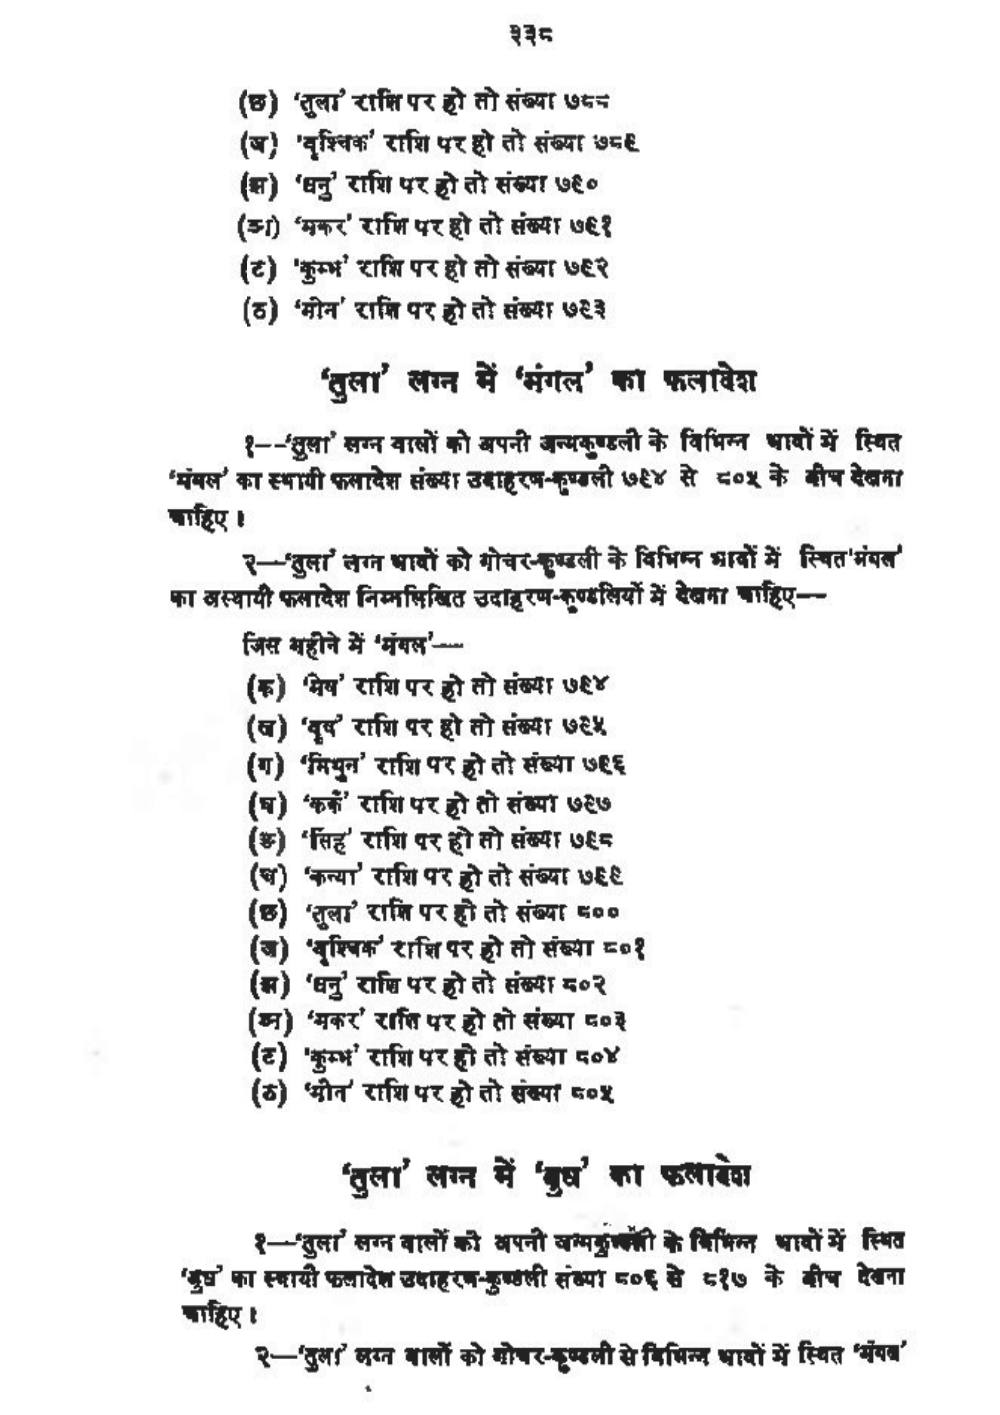 ३३८
(छ) ‘तुला’ राशि पर हो तो संख्या ७८८
(ज) 'वृश्चिक’ राशि पर हो तो संख्या ७८९
(झ) ‘धनु’ राशि पर हो तो संख्या ७९०
(ञ) ‘मकर’ राशि पर हो तो संख्या ७९१
(ट) 'कुम्भ’ राशि पर हो तो संख्या ७९२
(ठ) ‘मीन’ राशि पर हो तो संख्या ७९३
‘तुला’ लग्न में ‘मंगल’ का फलादेश
१--‘तुला’ लग्न वालों को अपनी जन्मकुण्डली के विभिन्न भावों में स्थित
‘मंगल’ का स्थायी फलादेश संख्या उदाहरण-कुण्डली ७९४ से ८०५ के बीच देखना
चाहिए ।
२—‘तुला’ लग्न वालों को गोचर-कुण्डली के विभिन्न भावों में स्थित 'मंगल’
का अस्थायी फलादेश निम्नलिखित उदाहरण-कुण्डलियों में देखना चाहिए——
जिस महीने में ‘मंगल’—
(क) ‘मेष’ राशि पर हो तो संख्या ७९४
(ख) ‘वृष’ राशि पर हो तो संख्या ७९५
(ग) ‘मिथुन’ राशि पर हो तो संख्या ७९६
(घ) ‘कर्क’ राशि पर हो तो संख्या ७९७
(ङ) ‘सिंह’ राशि पर हो तो संख्या ७९८
(च) ‘कन्या’ राशि पर हो तो संख्या ७९९
(छ) ‘तुला’ राशि पर हो तो संख्या ८००
(ज) ‘वृश्चिक’ राशि पर हो तो संख्या ८०१
(झ) ‘धनु’ राशि पर हो तो संख्या ८०२
(ञ) ‘मकर’ राशि पर हो तो संख्या ८०३
(ट) 'कुम्भ’ राशि पर हो तो संख्या ८०४
(ठ) ‘मीन’ राशि पर हो तो संख्या ८०५
‘तुला’ लग्न में ‘बुध’ का फलादेश
१—‘तुला’ लग्न वालों को अपनी जन्मकुण्डली के विभिन्न भावों में स्थित
‘बुध’ का स्थायी फलादेश उदाहरण-कुण्डली संख्या ८०६ से ८१७ के बीच देखना
चाहिए ।
२—‘तुला’ लग्न वालों को गोचर-कुण्डली से विभिन्न भावों में स्थित ‘मंगल’